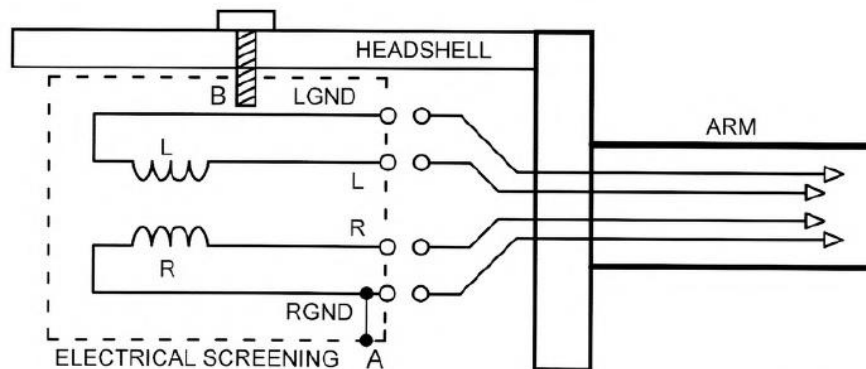 HEADSHELL
B
LGND
ARM
L
L
R
R
RGND
ELECTRICAL SCREENING
A